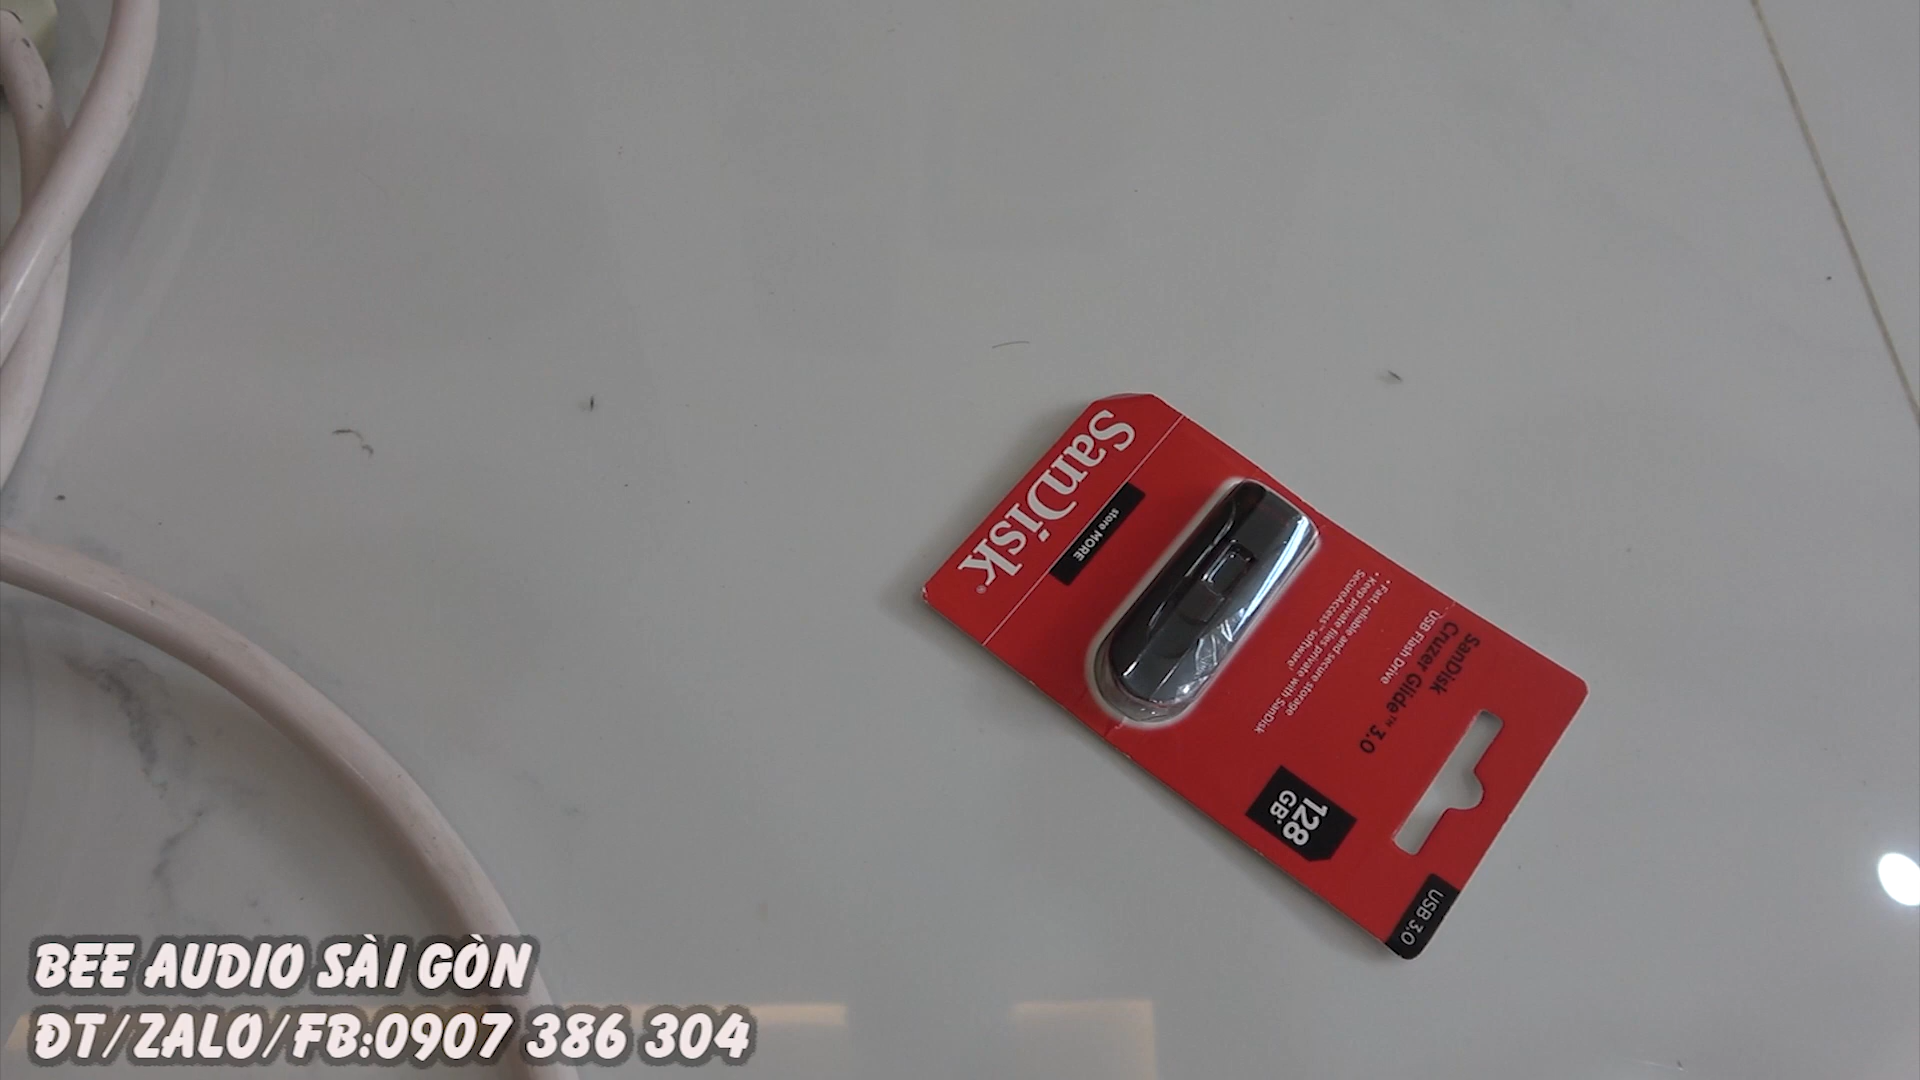 SanDisk®
store MORE
• Fast, reliable and secure storage
• Keep private files private with SanDisk
SecureAccess™ software
USB Flash Drive
SanDisk
Cruzer Glide™ 3.0
128
GB
USB 3.0
BEE AUDIO SÀI GÒN
ĐT/ZALO/FB:0907 386 304